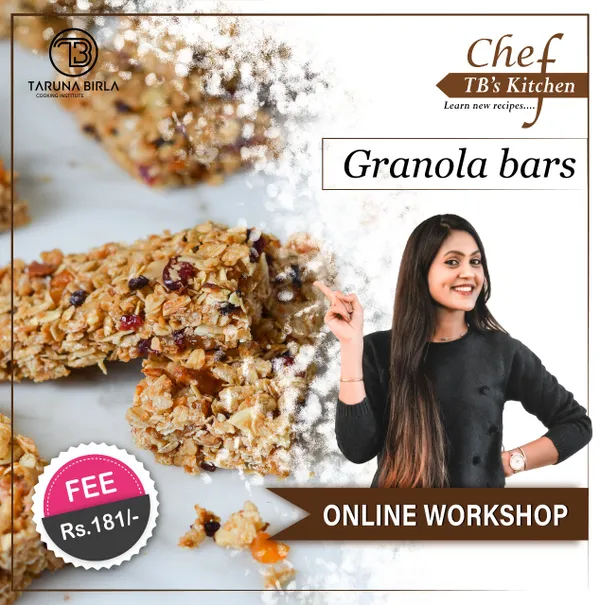 TB
TARUNA BIRLA
COOKING INSTITUTE
Chef
TB's Kitchen
Learn new recipes....
Granola bars
FEE
Rs.181/-
ONLINE WORKSHOP